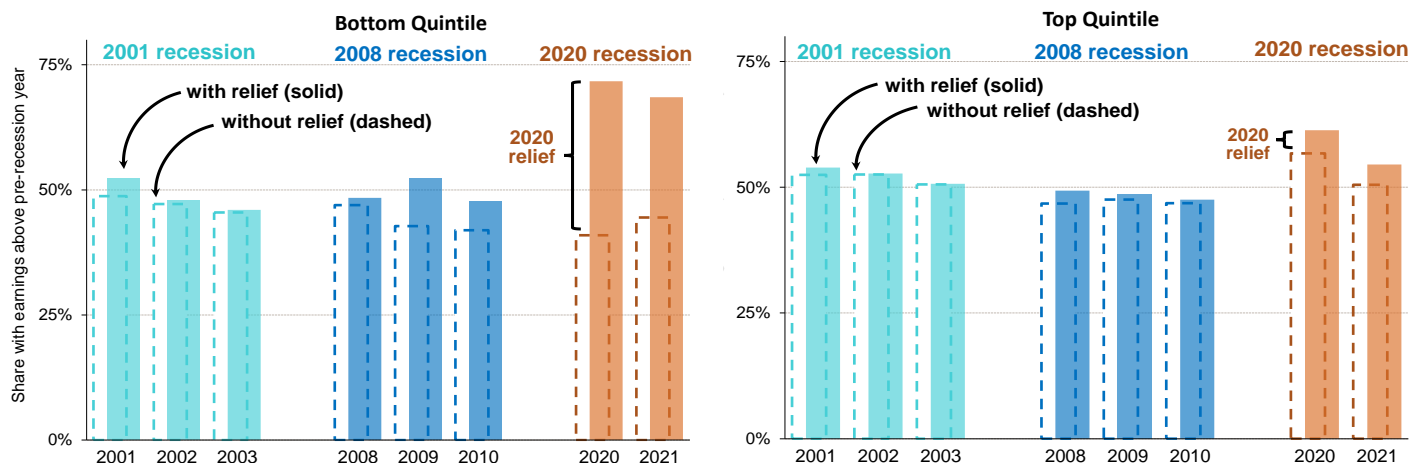 Bottom Quintile
2001 recession
2008 recession
2020 recession
Share with earnings above pre-recession year
75%
50%
25%
0%
with relief (solid)
without relief (dashed)
2020
relief
2001
2002
2003
2008
2009
2010
2020
2021
Top Quintile
2001 recession
2008 recession
2020 recession
75%
50%
25%
0%
with relief (solid)
without relief (dashed)
2020
relief
2001
2002
2003
2008
2009
2010
2020
2021